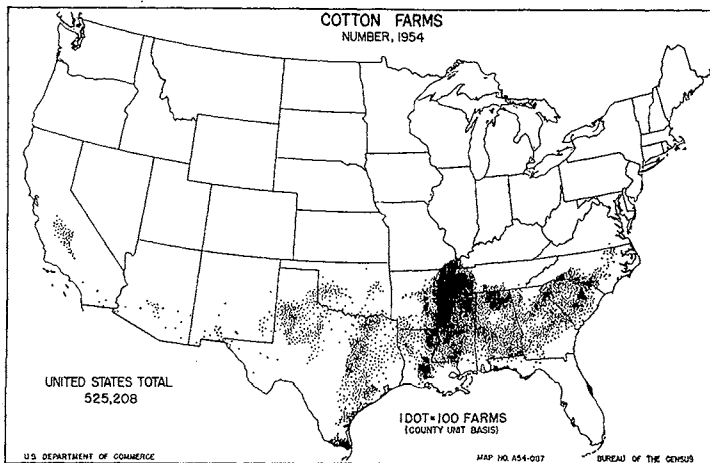 COTTON FARMS
NUMBER, 1954
UNITED STATES TOTAL
525,208
1 DOT=100 FARMS
(COUNTY UNIT BASIS)
U.S. DEPARTMENT OF COMMERCE
MAP NO. A54-087
BUREAU OF THE CENSUS